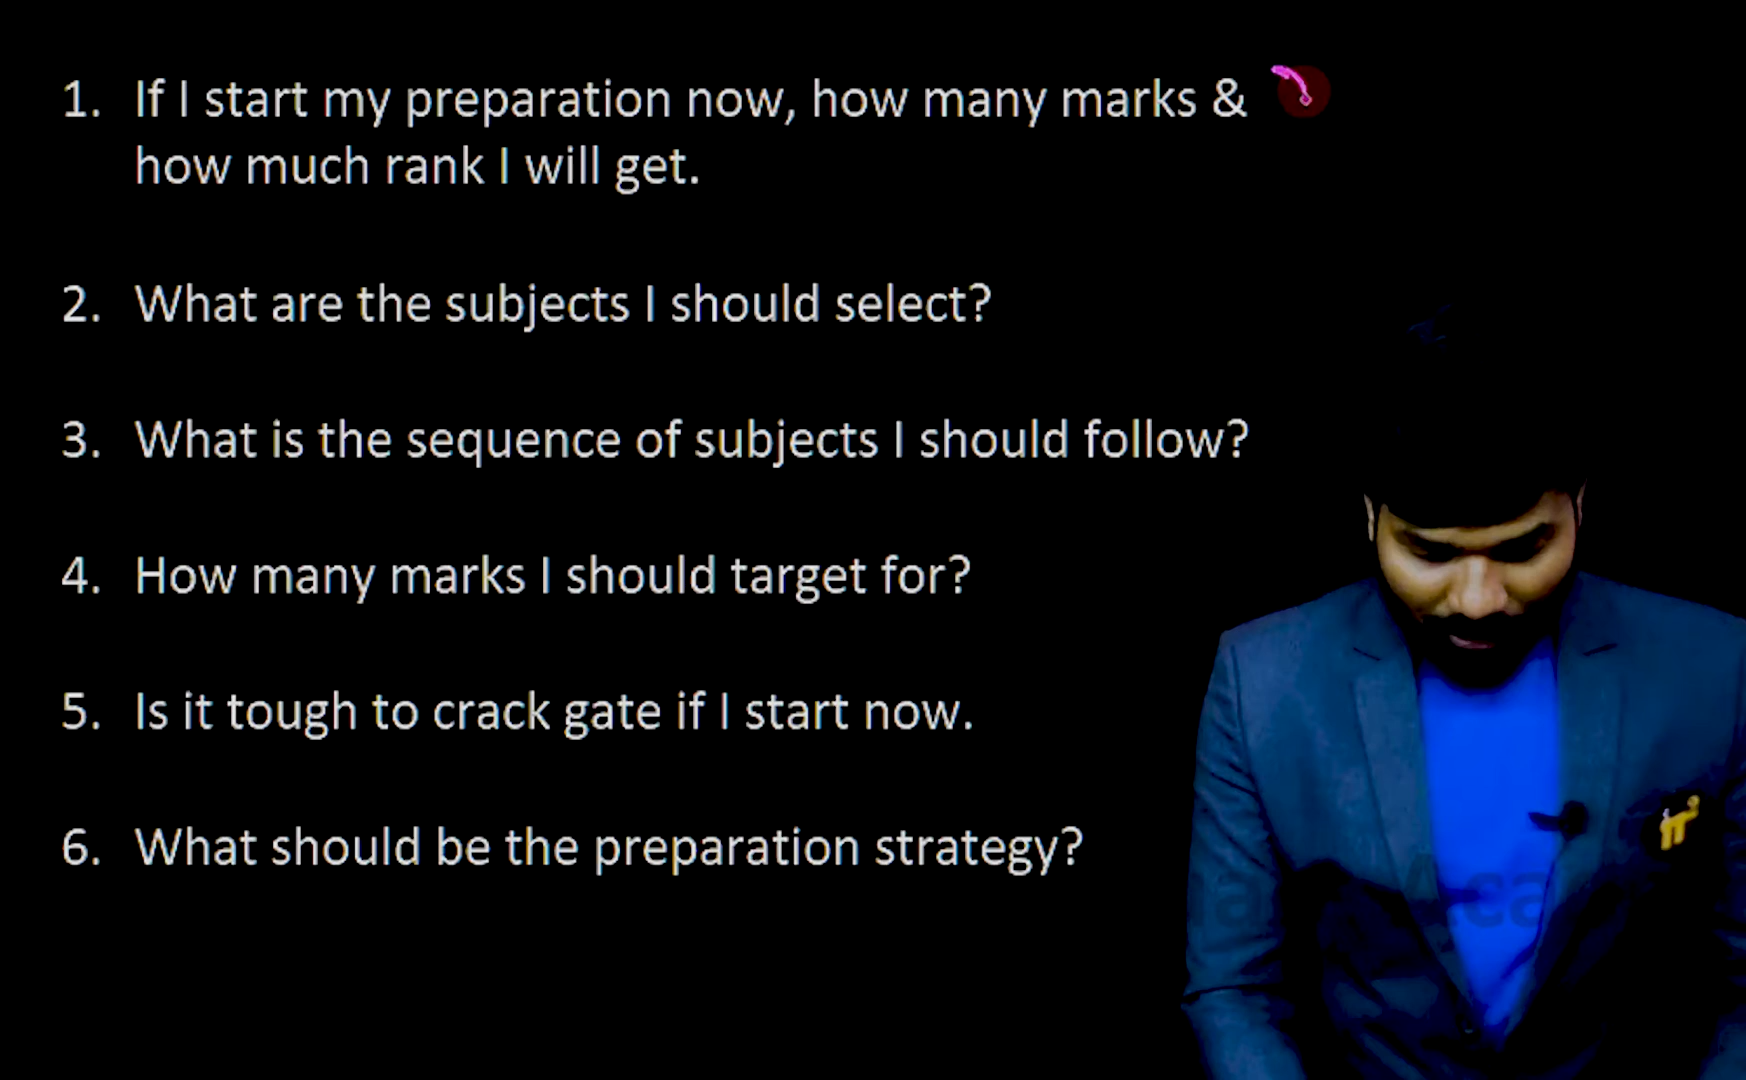 1. If I start my preparation now, how many marks &
how much rank I will get.
2. What are the subjects I should select?
3. What is the sequence of subjects I should follow?
4. How many marks I should target for?
5. Is it tough to crack gate if I start now.
6. What should be the preparation strategy?